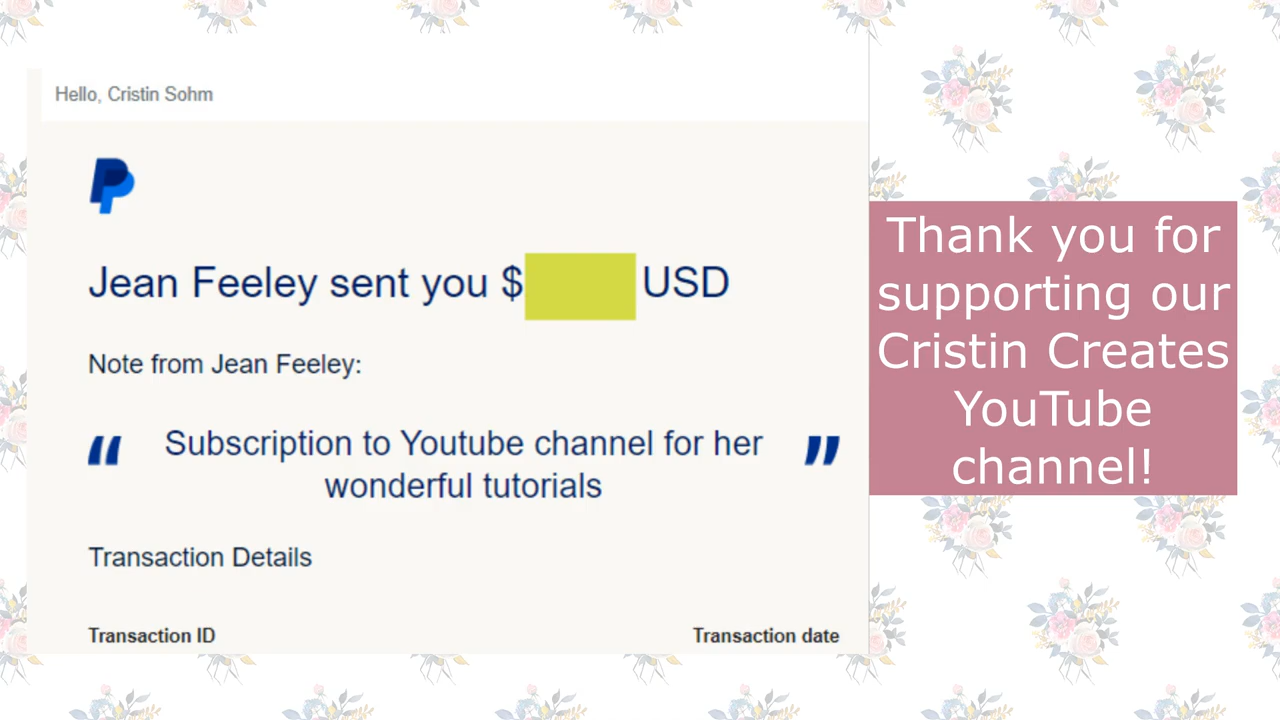 Hello, Cristin Sohm
Jean Feeley sent you $ USD
Note from Jean Feeley:
“ Subscription to Youtube channel for her
wonderful tutorials ”
Transaction Details
Transaction ID Transaction date
Thank you for
supporting our
Cristin Creates
YouTube
channel!